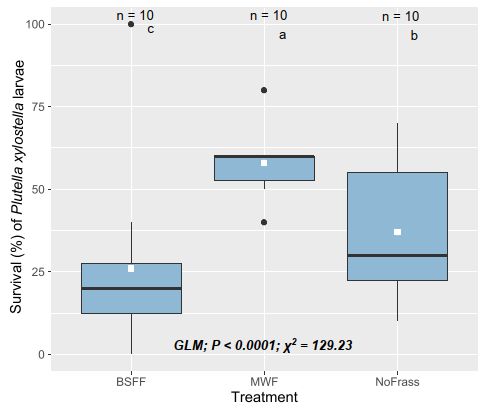 n = 10 n = 10 n = 10
c a b
100
75
50
25
0
Survival (%) of Plutella xylostella larvae
GLM; P < 0.0001; χ² = 129.23
BSFF MWF NoFrass
Treatment